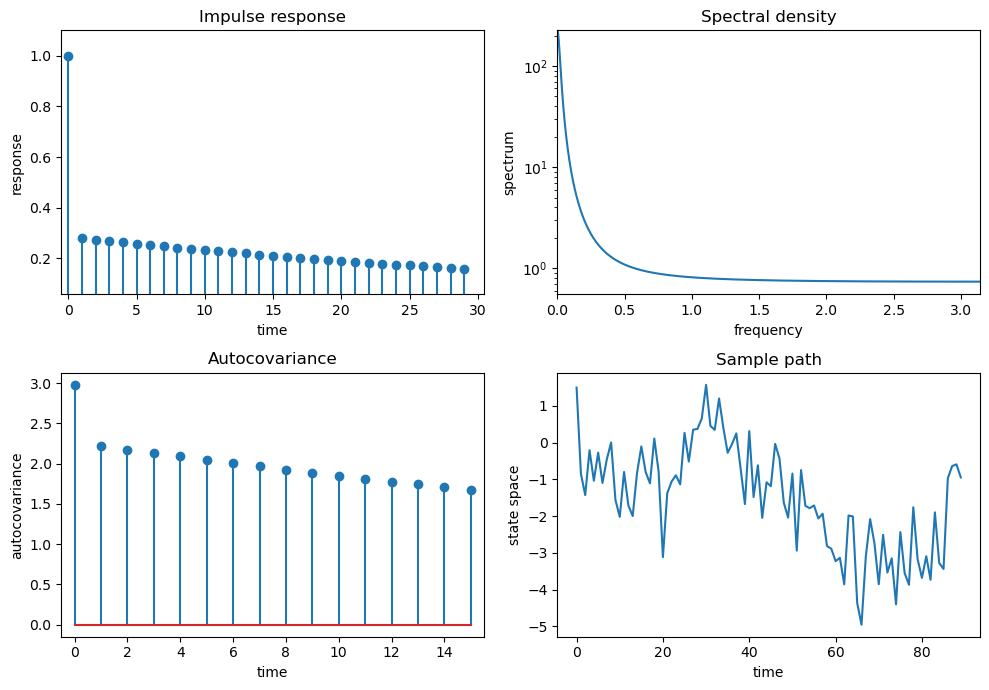 Impulse response
1.0
0.8
0.6
0.4
0.2
response
0 5 10 15 20 25 30
time
Spectral density
10²
10¹
10⁰
spectrum
0.0 0.5 1.0 1.5 2.0 2.5 3.0
frequency
Autocovariance
3.0
2.5
2.0
1.5
1.0
0.5
0.0
autocovariance
0 2 4 6 8 10 12 14
time
Sample path
1
0
−1
−2
−3
−4
−5
state space
0 20 40 60 80
time